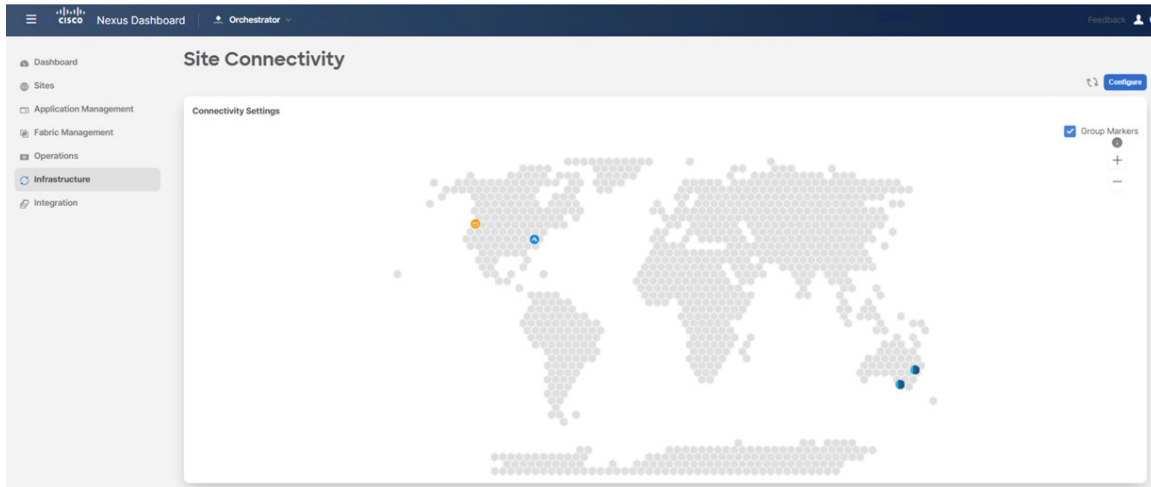 cisco Nexus Dashboard Orchestrator Feedback
Dashboard
Sites
Application Management
Fabric Management
Operations
Infrastructure
Integration
Site Connectivity
Configure
Connectivity Settings
Group Markers